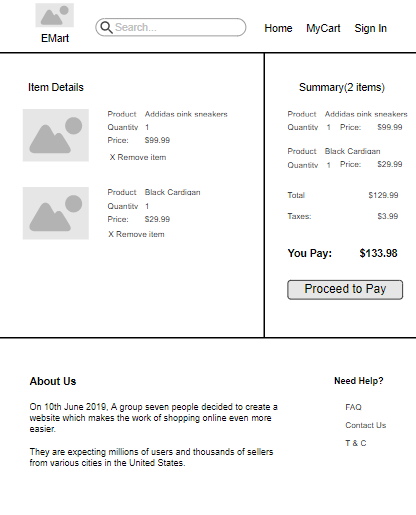 EMart
Search...
Home MyCart Sign In
Item Details
Product Addidas pink sneakers
Quantity 1
Price: $99.99
X Remove item
Product Black Cardigan
Quantity 1
Price: $29.99
X Remove item
Summary(2 items)
Product Addidas pink sneakers
Quantity 1 Price: $99.99
Product Black Cardigan
Quantity 1 Price: $29.99
Total $129.99
Taxes: $3.99
You Pay: $133.98
Proceed to Pay
About Us
On 10th June 2019, A group seven people decided to create a
website which makes the work of shopping online even more
easier.
They are expecting millions of users and thousands of sellers
from various cities in the United States.
Need Help?
FAQ
Contact Us
T & C